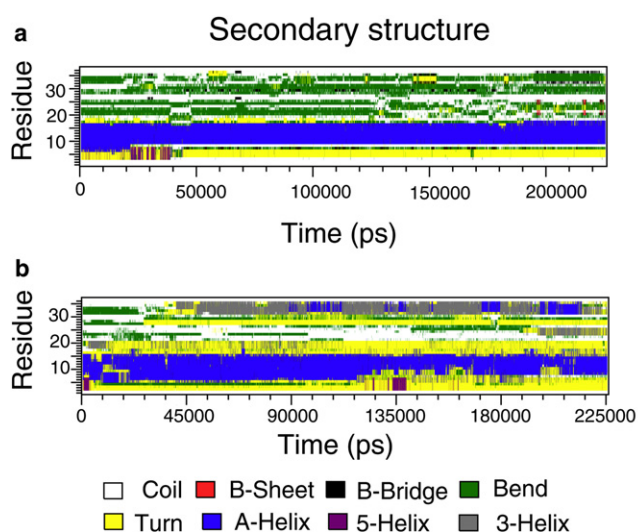 Secondary structure
a
Residue
30
20
10
0 50000 100000 150000 200000
Time (ps)
b
Residue
30
20
10
0 45000 90000 135000 180000 225000
Time (ps)
Coil B-Sheet B-Bridge Bend
Turn A-Helix 5-Helix 3-Helix